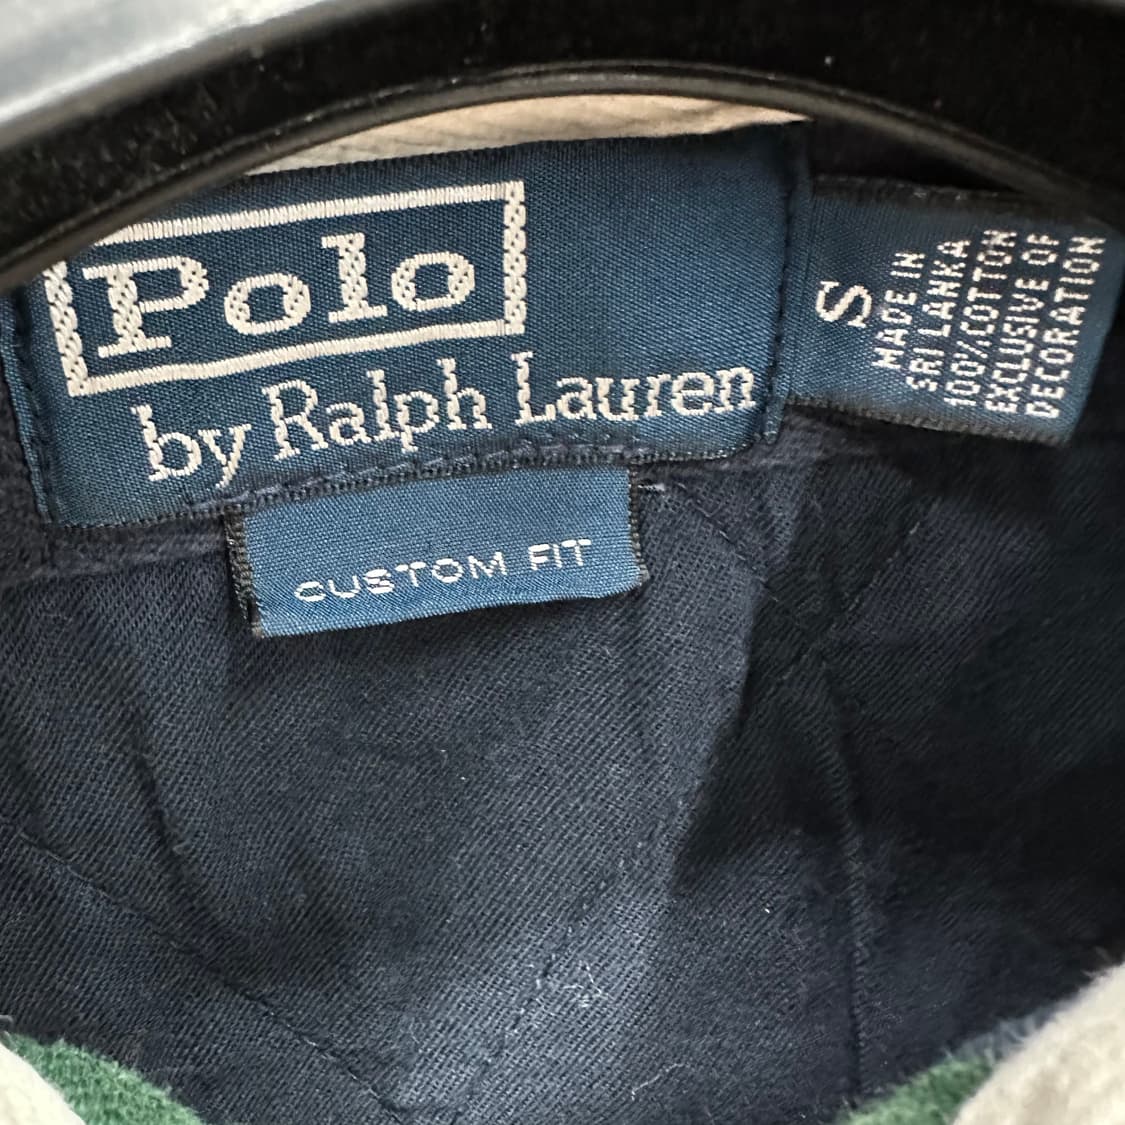 Polo
by Ralph Lauren
CUSTOM FIT
S
MADE IN
SRI LANKA
100%COTTON
EXCLUSIVE OF
DECORATION